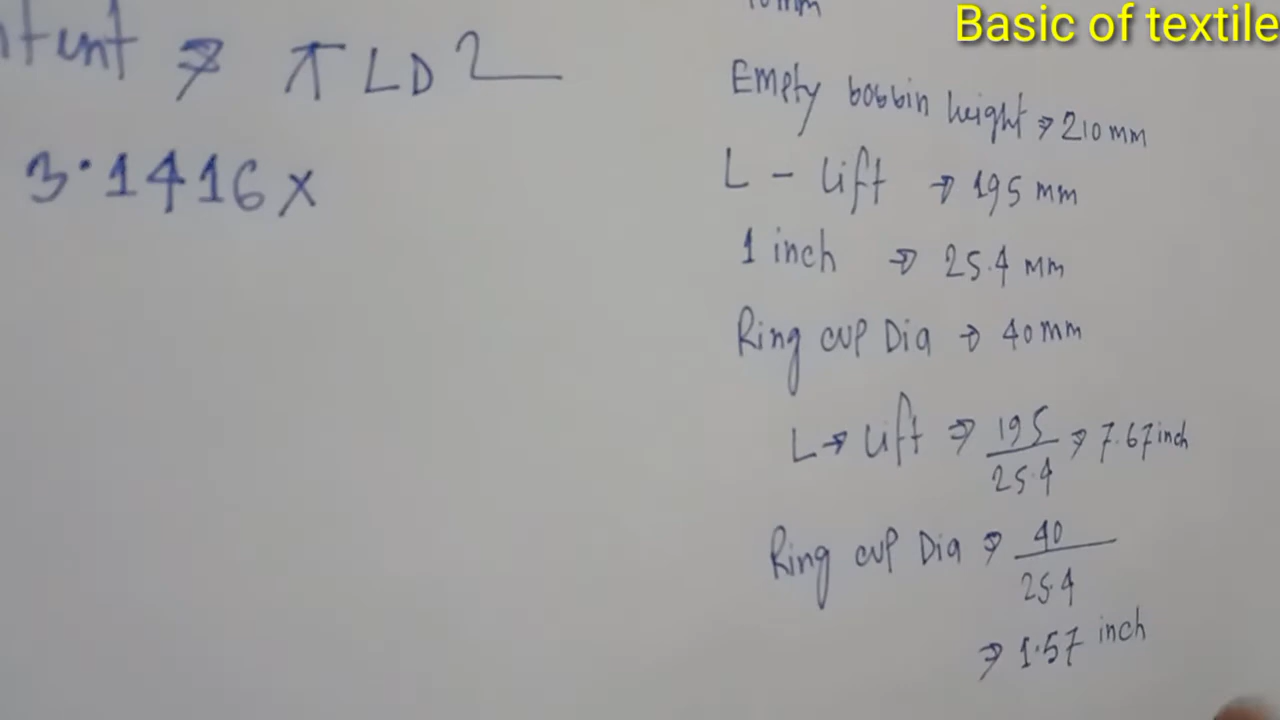 Basic of textile
⇒ π L D²
3.1416 x
Empty bobbin height ⇒ 210 mm
L - lift ⇒ 195 mm
1 inch ⇒ 25.4 mm
Ring cup Dia ⇒ 40 mm
L → lift ⇒ 195 / 25.4 ⇒ 7.67 inch
Ring cup Dia ⇒ 40 / 25.4
⇒ 1.57 inch